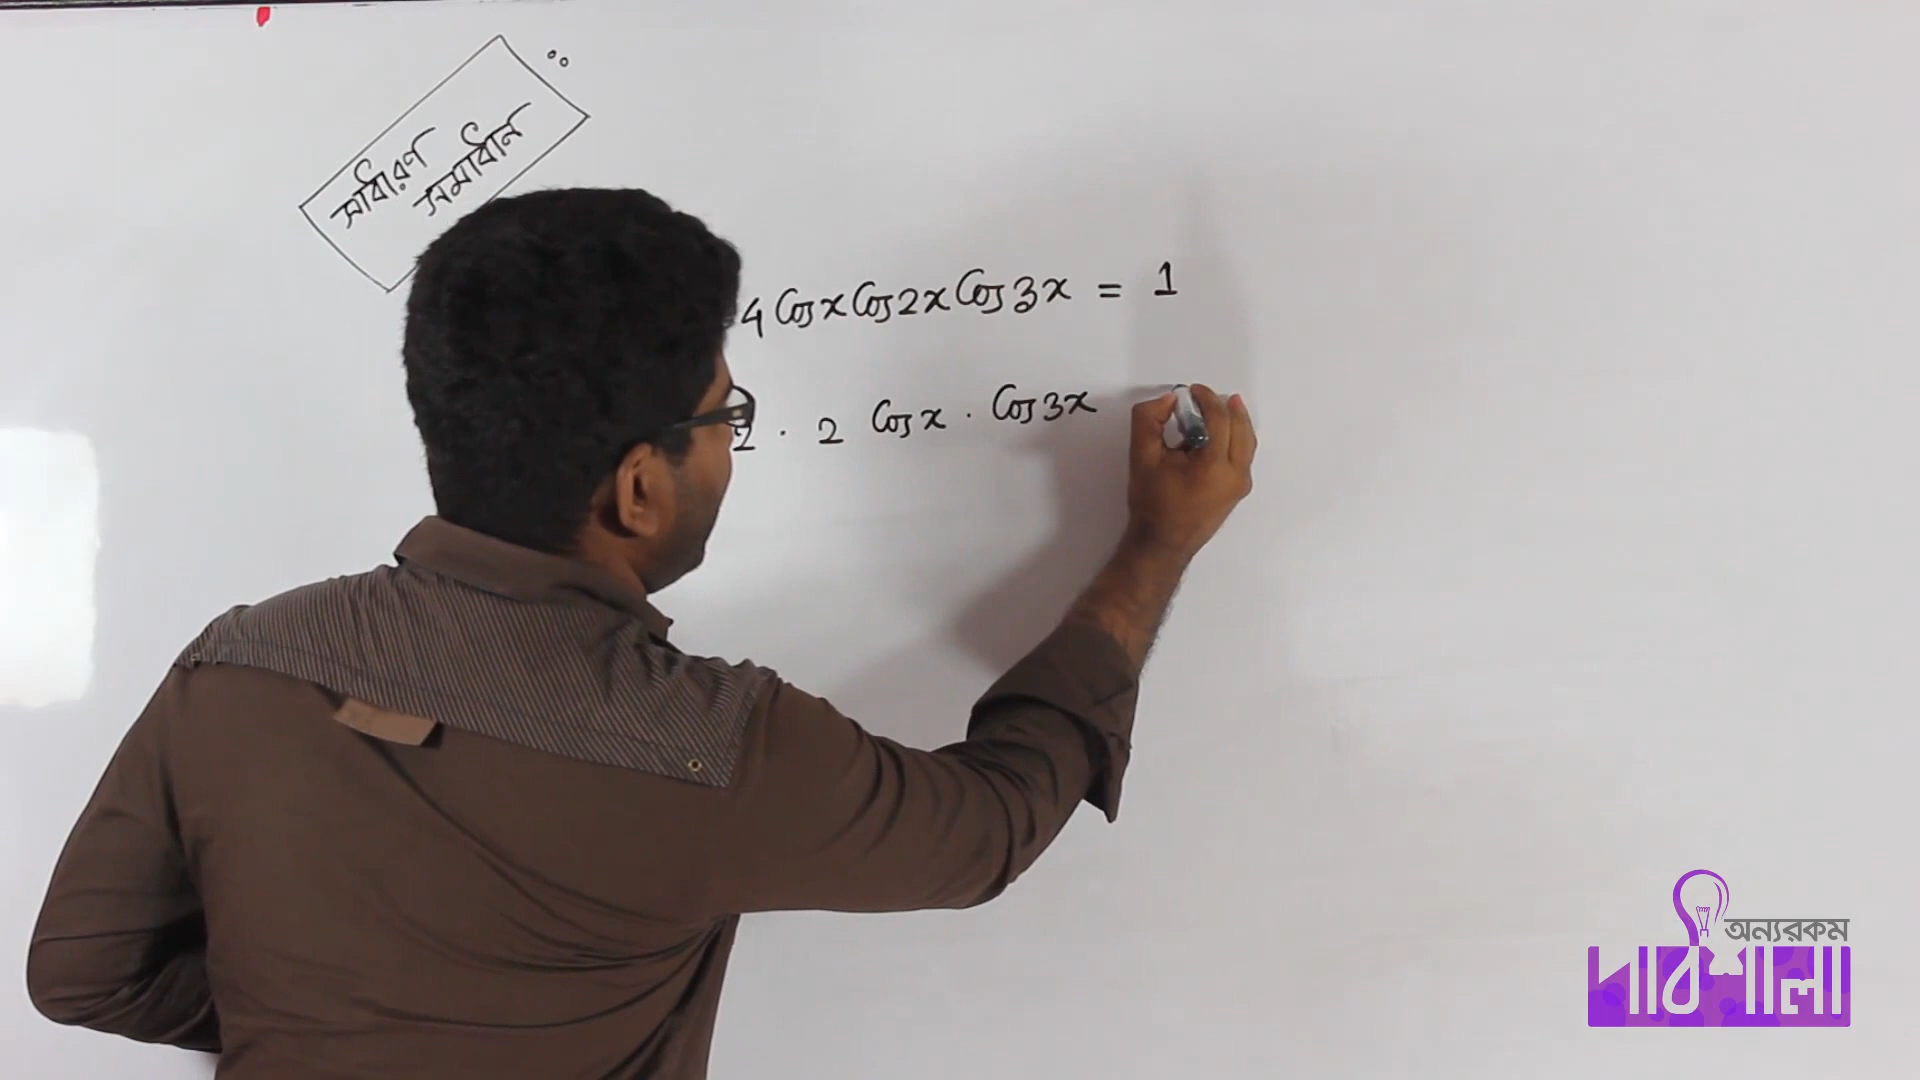 সাধারণ
সমাধান
4 Cos x Cos 2x Cos 3x = 1
2 · 2 Cos x · Cos 3x
অন্যরকম
পাঠশালা